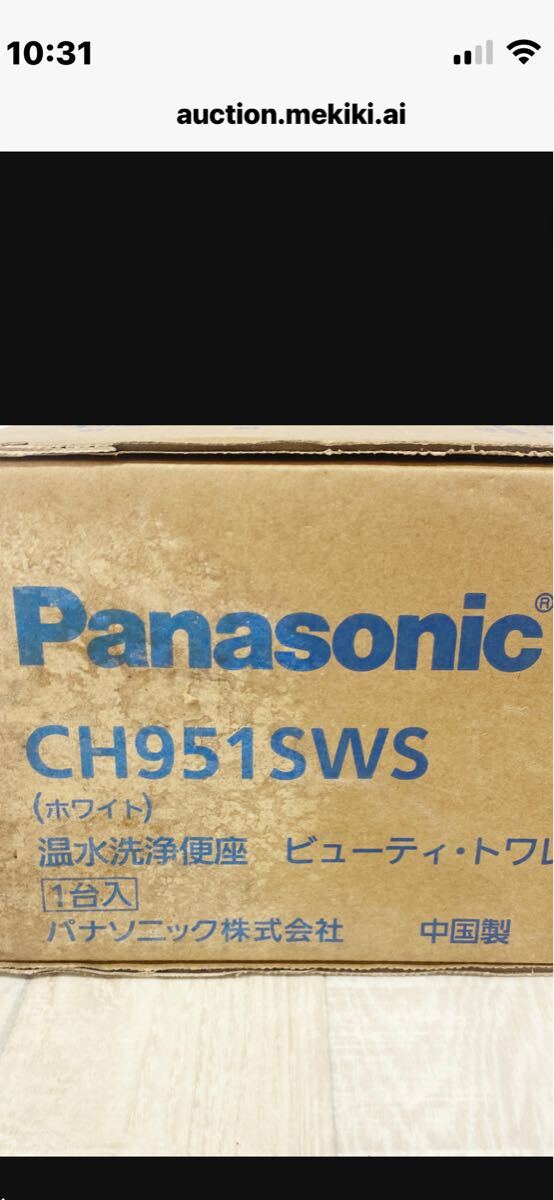 10:31
auction.mekiki.ai
Panasonic®
CH951SWS
(ホワイト)
温水洗浄便座 ビューティ・トワレ
1台入
パナソニック株式会社 中国製